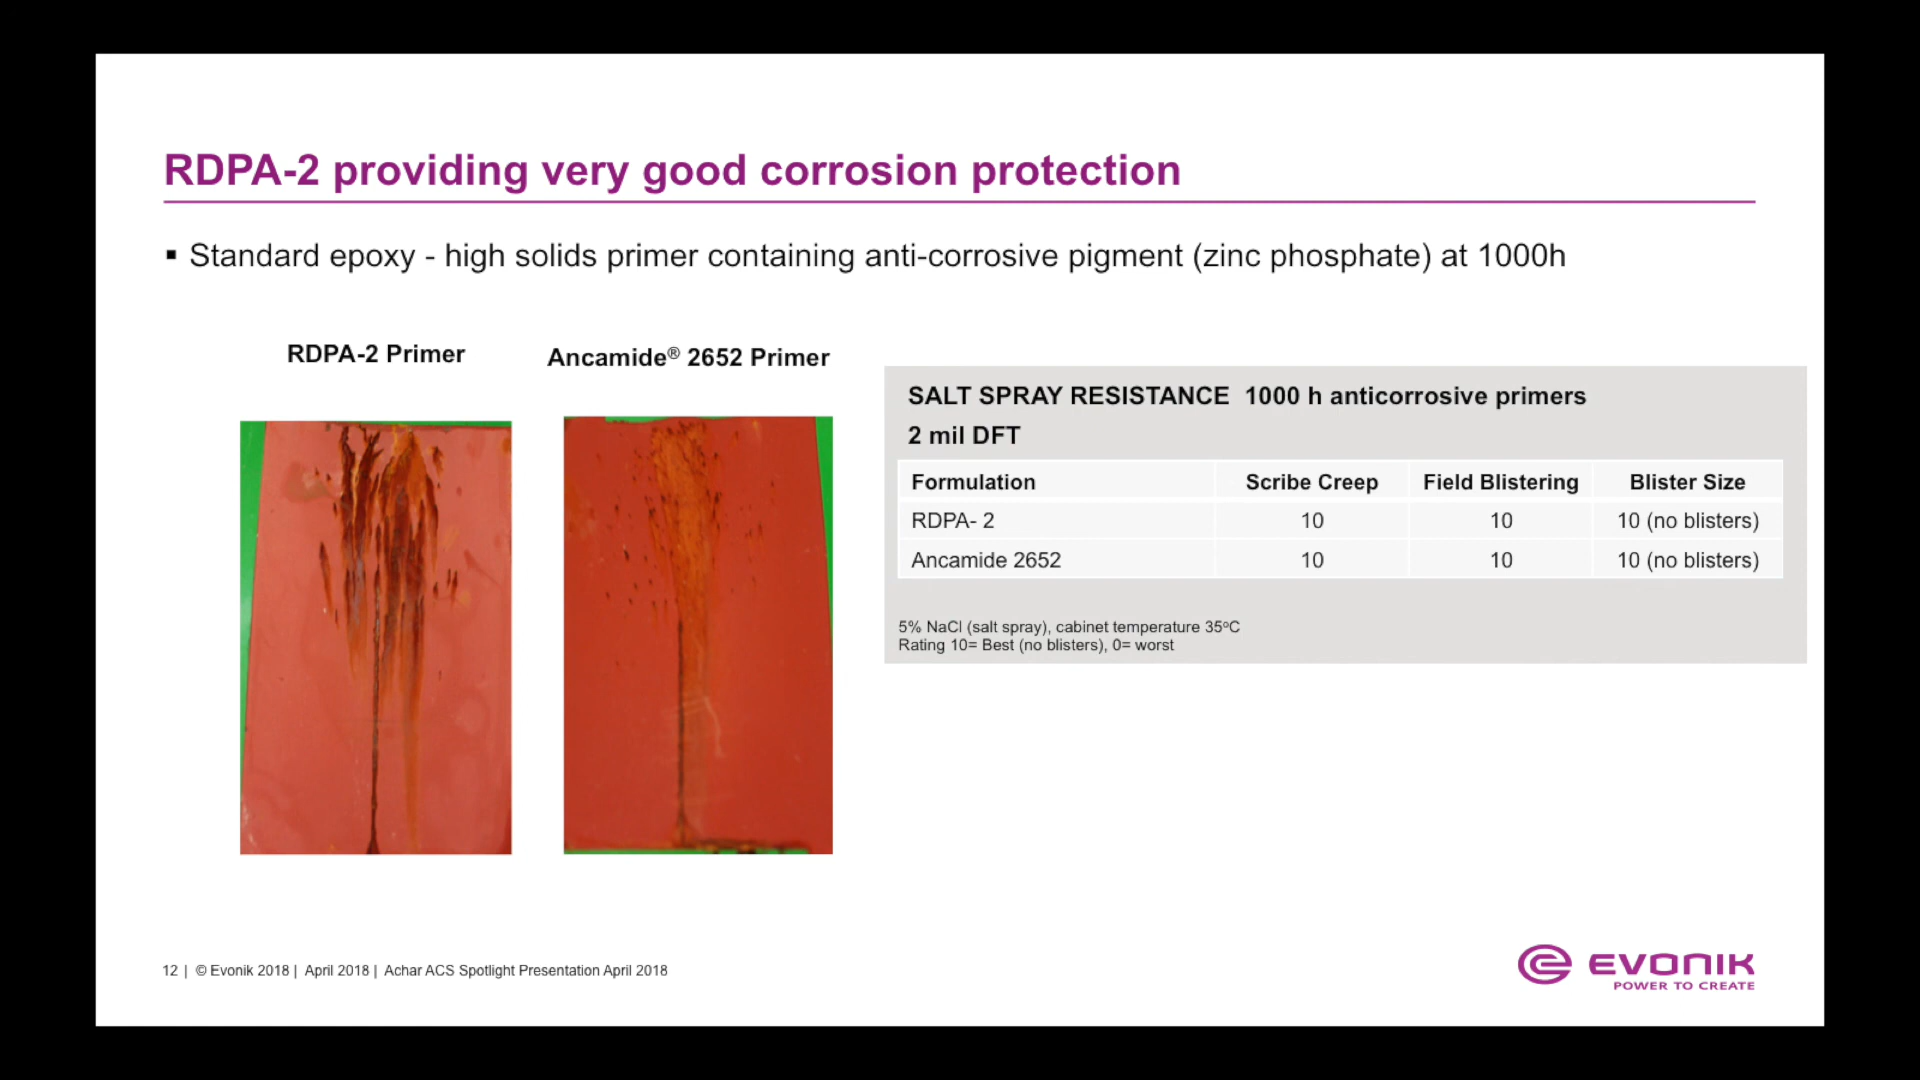 RDPA-2 providing very good corrosion protection
▪ Standard epoxy - high solids primer containing anti-corrosive pigment (zinc phosphate) at 1000h
RDPA-2 Primer
Ancamide® 2652 Primer
SALT SPRAY RESISTANCE 1000 h anticorrosive primers
2 mil DFT
Formulation Scribe Creep Field Blistering Blister Size
RDPA- 2 10 10 10 (no blisters)
Ancamide 2652 10 10 10 (no blisters)
5% NaCl (salt spray), cabinet temperature 35ºC
Rating 10= Best (no blisters), 0= worst
12 | © Evonik 2018 | April 2018 | Achar ACS Spotlight Presentation April 2018
EVONIK
POWER TO CREATE